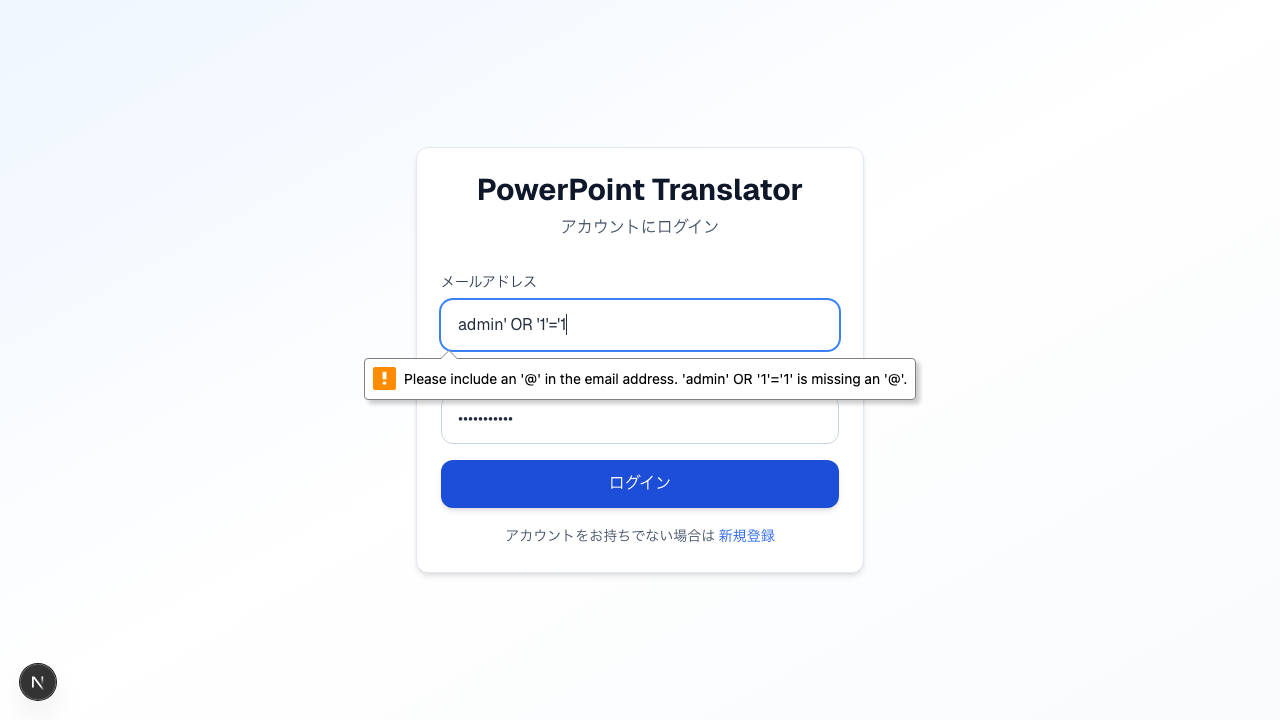 PowerPoint Translator
アカウントにログイン
メールアドレス
admin' OR '1'='1
Please include an '@' in the email address. 'admin' OR '1'='1' is missing an '@'.
•••••••••••
ログイン
アカウントをお持ちでない場合は 新規登録
N